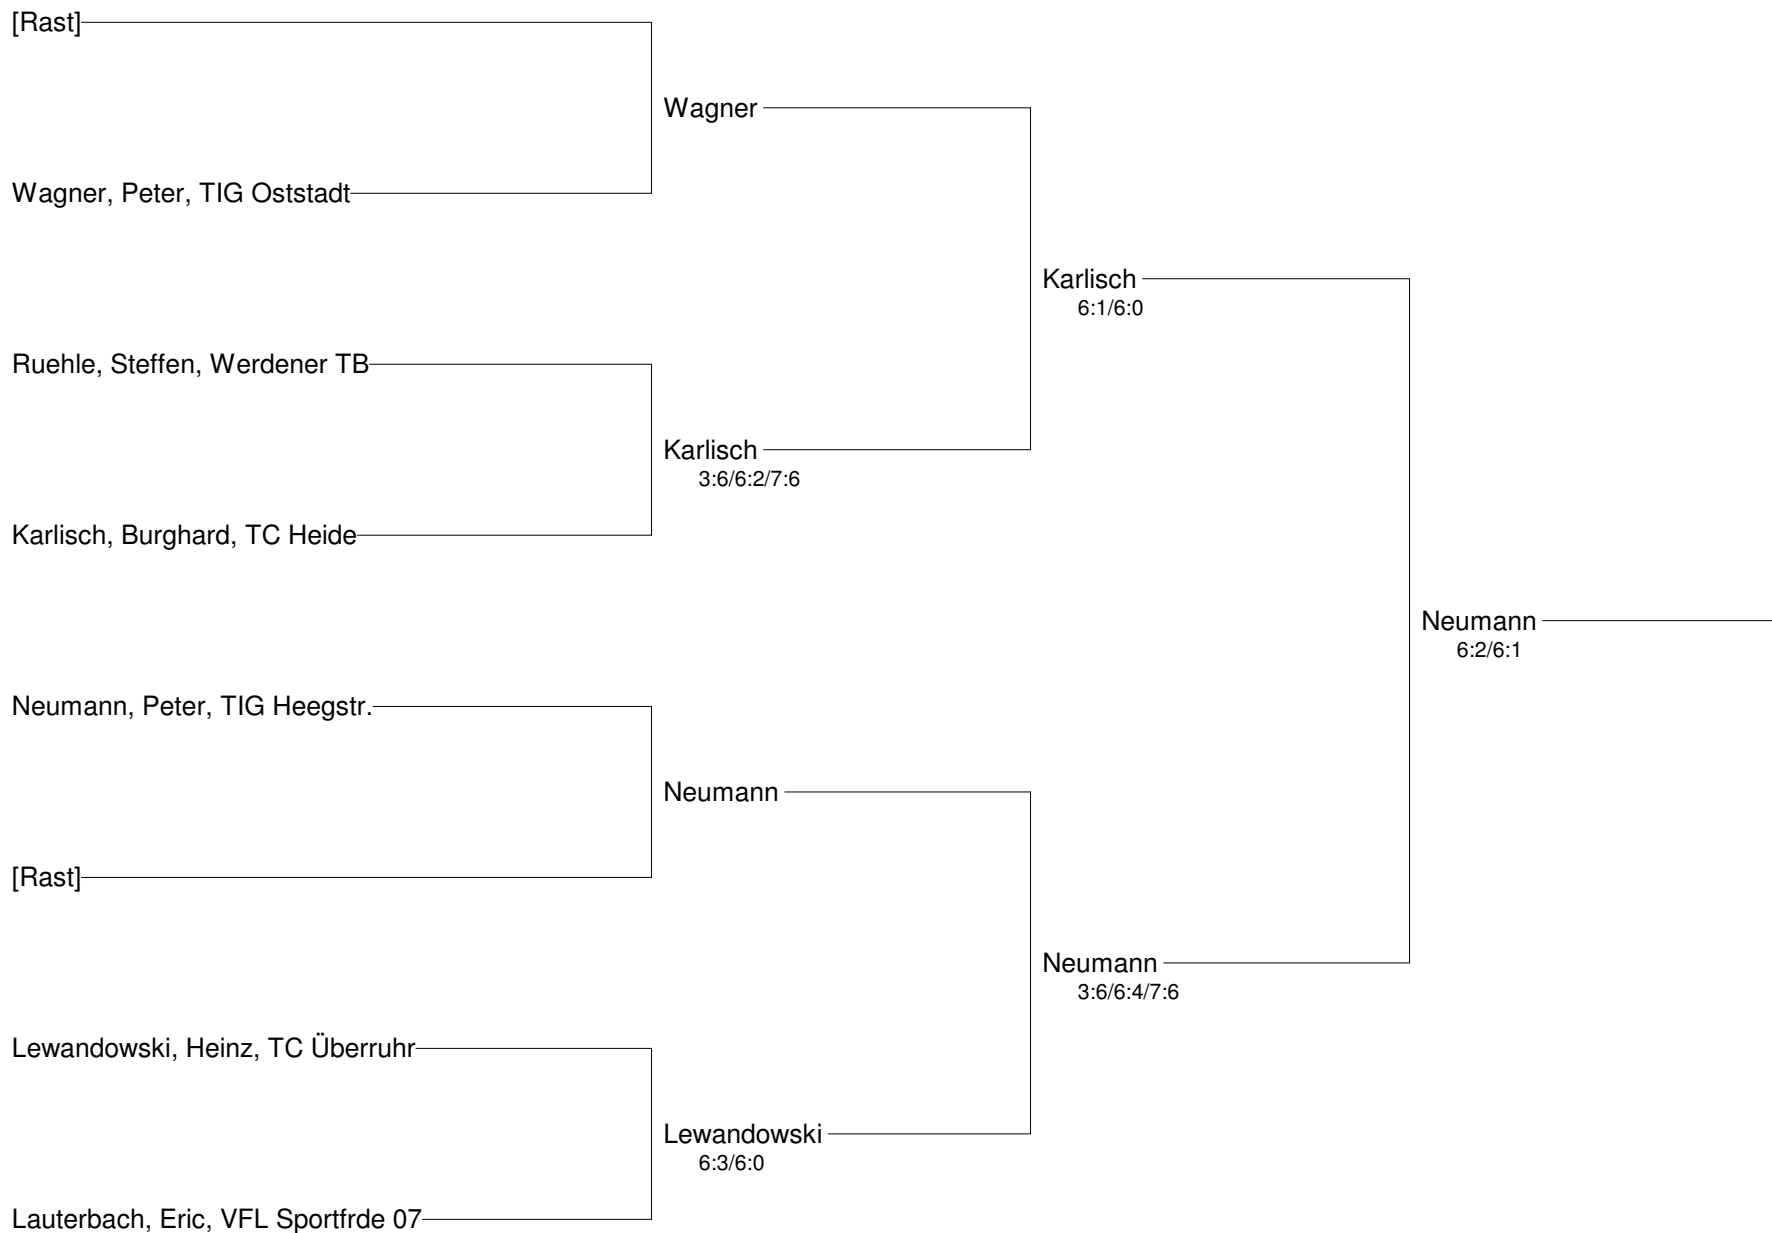 [Rast]
Wagner
Wagner, Peter, TIG Oststadt
Karlisch
6:1/6:0
Ruehle, Steffen, Werdener TB
Karlisch
3:6/6:2/7:6
Karlisch, Burghard, TC Heide
Neumann
6:2/6:1
Neumann, Peter, TIG Heegstr.
Neumann
[Rast]
Neumann
3:6/6:4/7:6
Lewandowski, Heinz, TC Überruhr
Lewandowski
6:3/6:0
Lauterbach, Eric, VFL Sportfrde 07